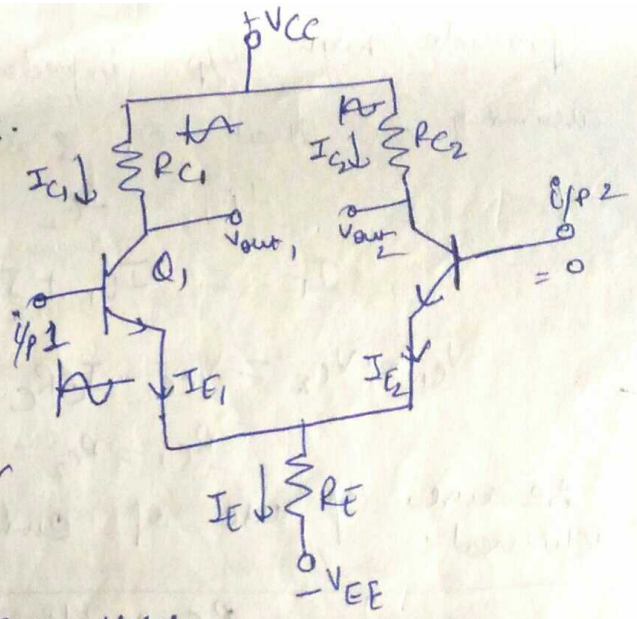 +VCC
IC1
RC1
IC2
RC2
Vout1
Vout2
i/p 2
= 0
Q1
i/p 1
IE1
IE2
IE
RE
-VEE